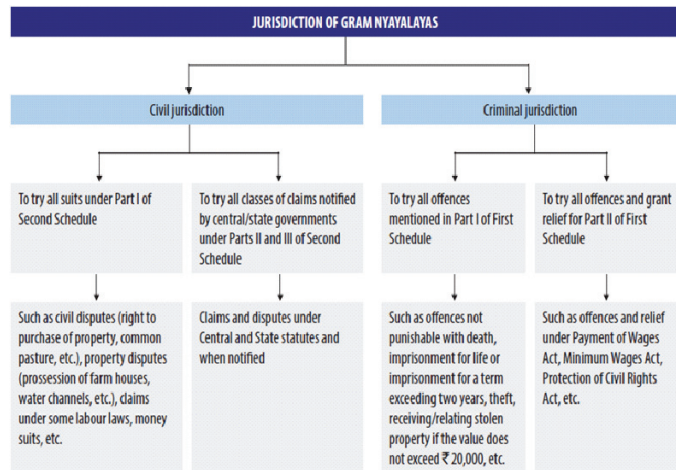 JURISDICTION OF GRAM NYAYALAYAS
Civil jurisdiction
Criminal jurisdiction
To try all suits under Part I of
Second Schedule
To try all classes of claims notified
by central/state governments
under Parts II and III of Second
Schedule
To try all offences
mentioned in Part I of First
Schedule
To try all offences and grant
relief for Part II of First
Schedule
Such as civil disputes (right to
purchase of property, common
pasture, etc.), property disputes
(prossession of farm houses,
water channels, etc.), claims
under some labour laws, money
suits, etc.
Claims and disputes under
Central and State statutes and
when notified
Such as offences not
punishable with death,
imprisonment for life or
imprisonment for a term
exceeding two years, theft,
receiving/relating stolen
property if the value does
not exceed ₹ 20,000, etc.
Such as offences and relief
under Payment of Wages
Act, Minimum Wages Act,
Protection of Civil Rights
Act, etc.